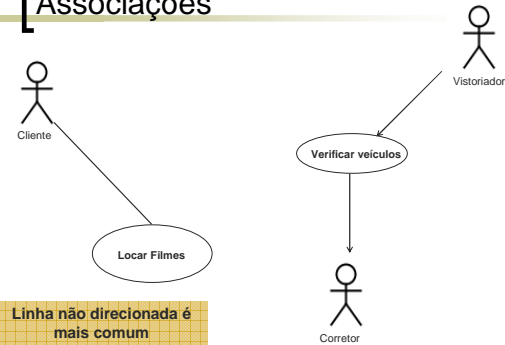 Associações
Vistoriador
Cliente
Verificar veículos
Locar Filmes
Linha não direcionada é
mais comum
Corretor